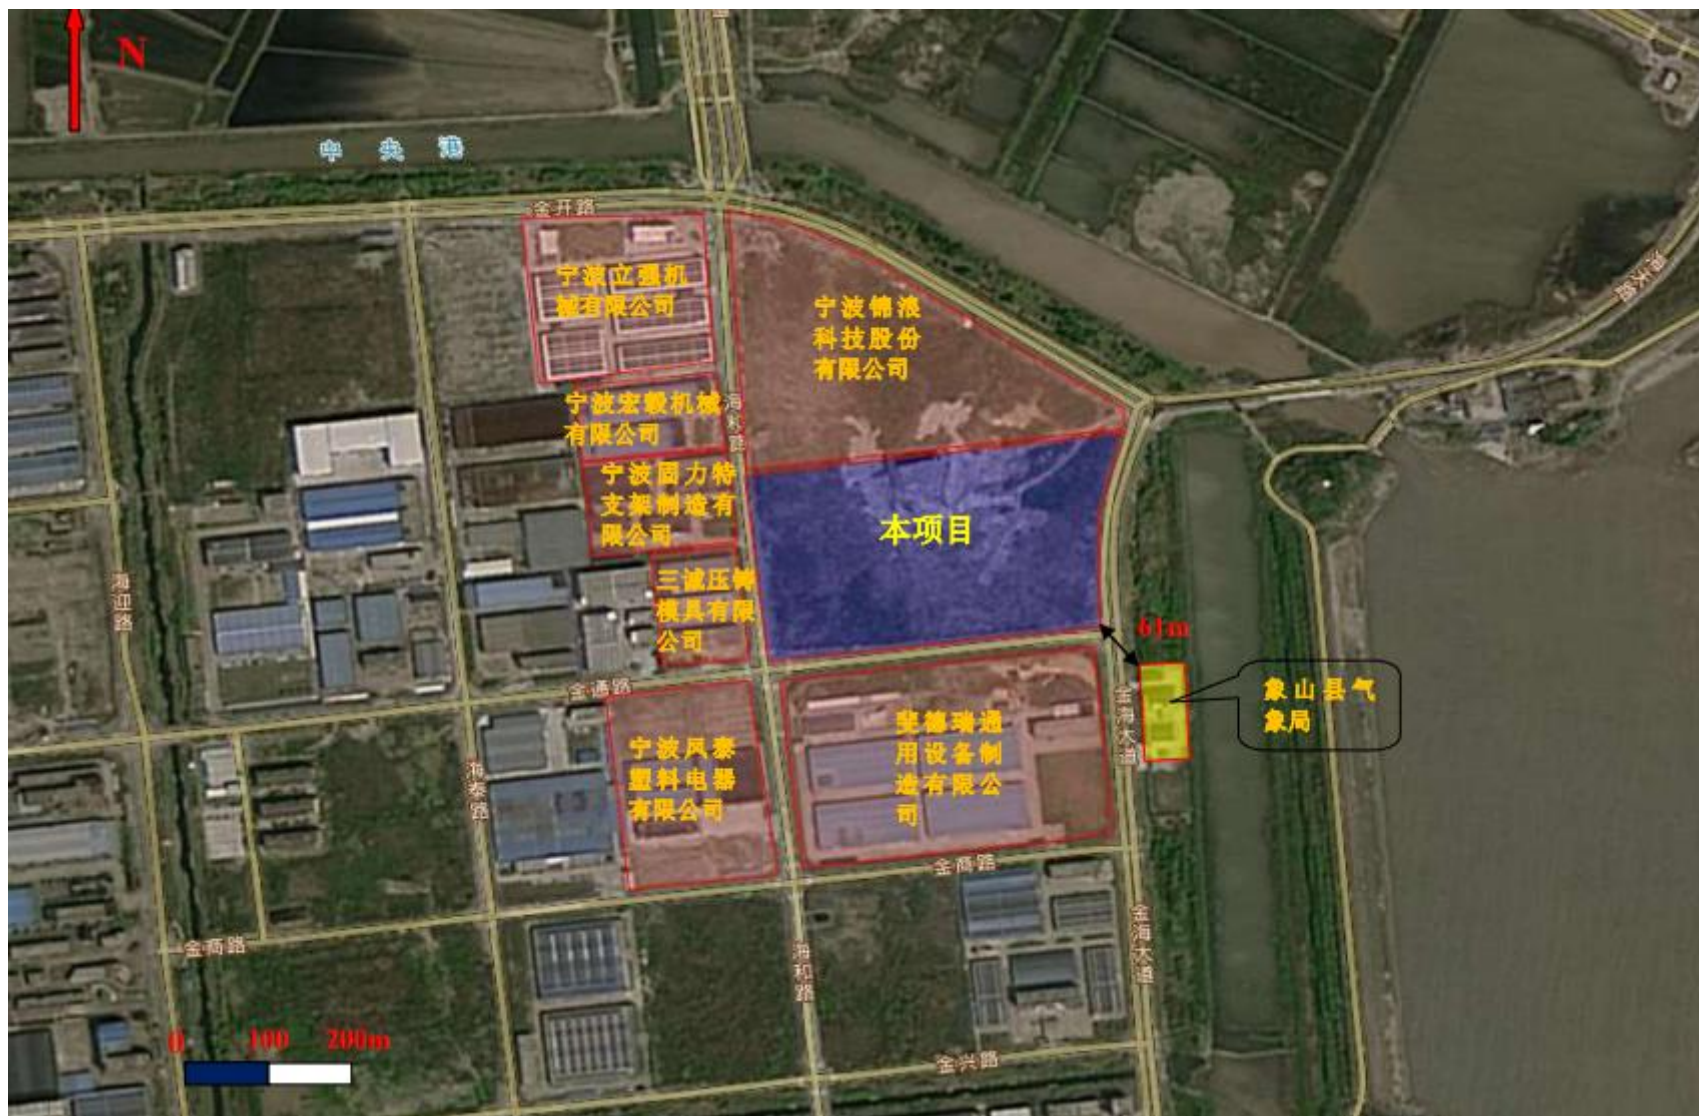 N
中央港
金开路
宁波立强机
械有限公司
宁波锦浪
科技股份
有限公司
宁波宏毅机械
有限公司
海和路
宁波固力特
支架制造有
限公司
本项目
三诚压铸
模具有限
公司
海迎路
61m
金通路
象山县气
象局
金海大道
宁波风泰
塑料电器
有限公司
斐德瑞通
用设备制
造有限公
司
海泰路
金商路
金商路
金海大道
海和路
0 100 200m
金兴路